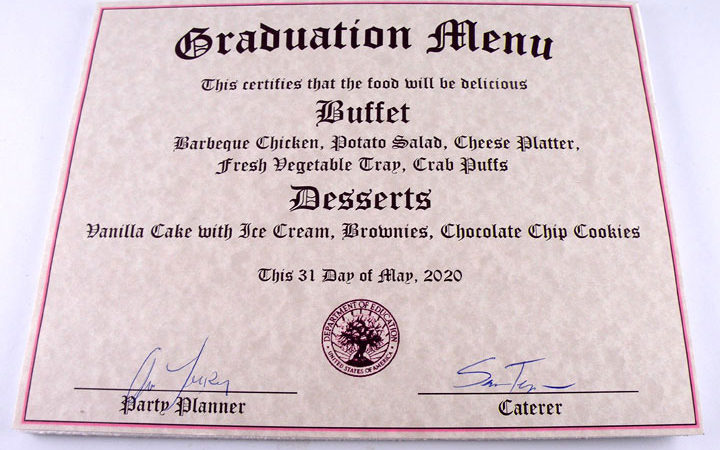 Graduation Menu
This certifies that the food will be delicious
Buffet
Barbeque Chicken, Potato Salad, Cheese Platter,
Fresh Vegetable Tray, Crab Puffs
Desserts
Vanilla Cake with Ice Cream, Brownies, Chocolate Chip Cookies
This 31 Day of May, 2020
DEPARTMENT OF EDUCATION
UNITED STATES OF AMERICA
Party Planner
Caterer